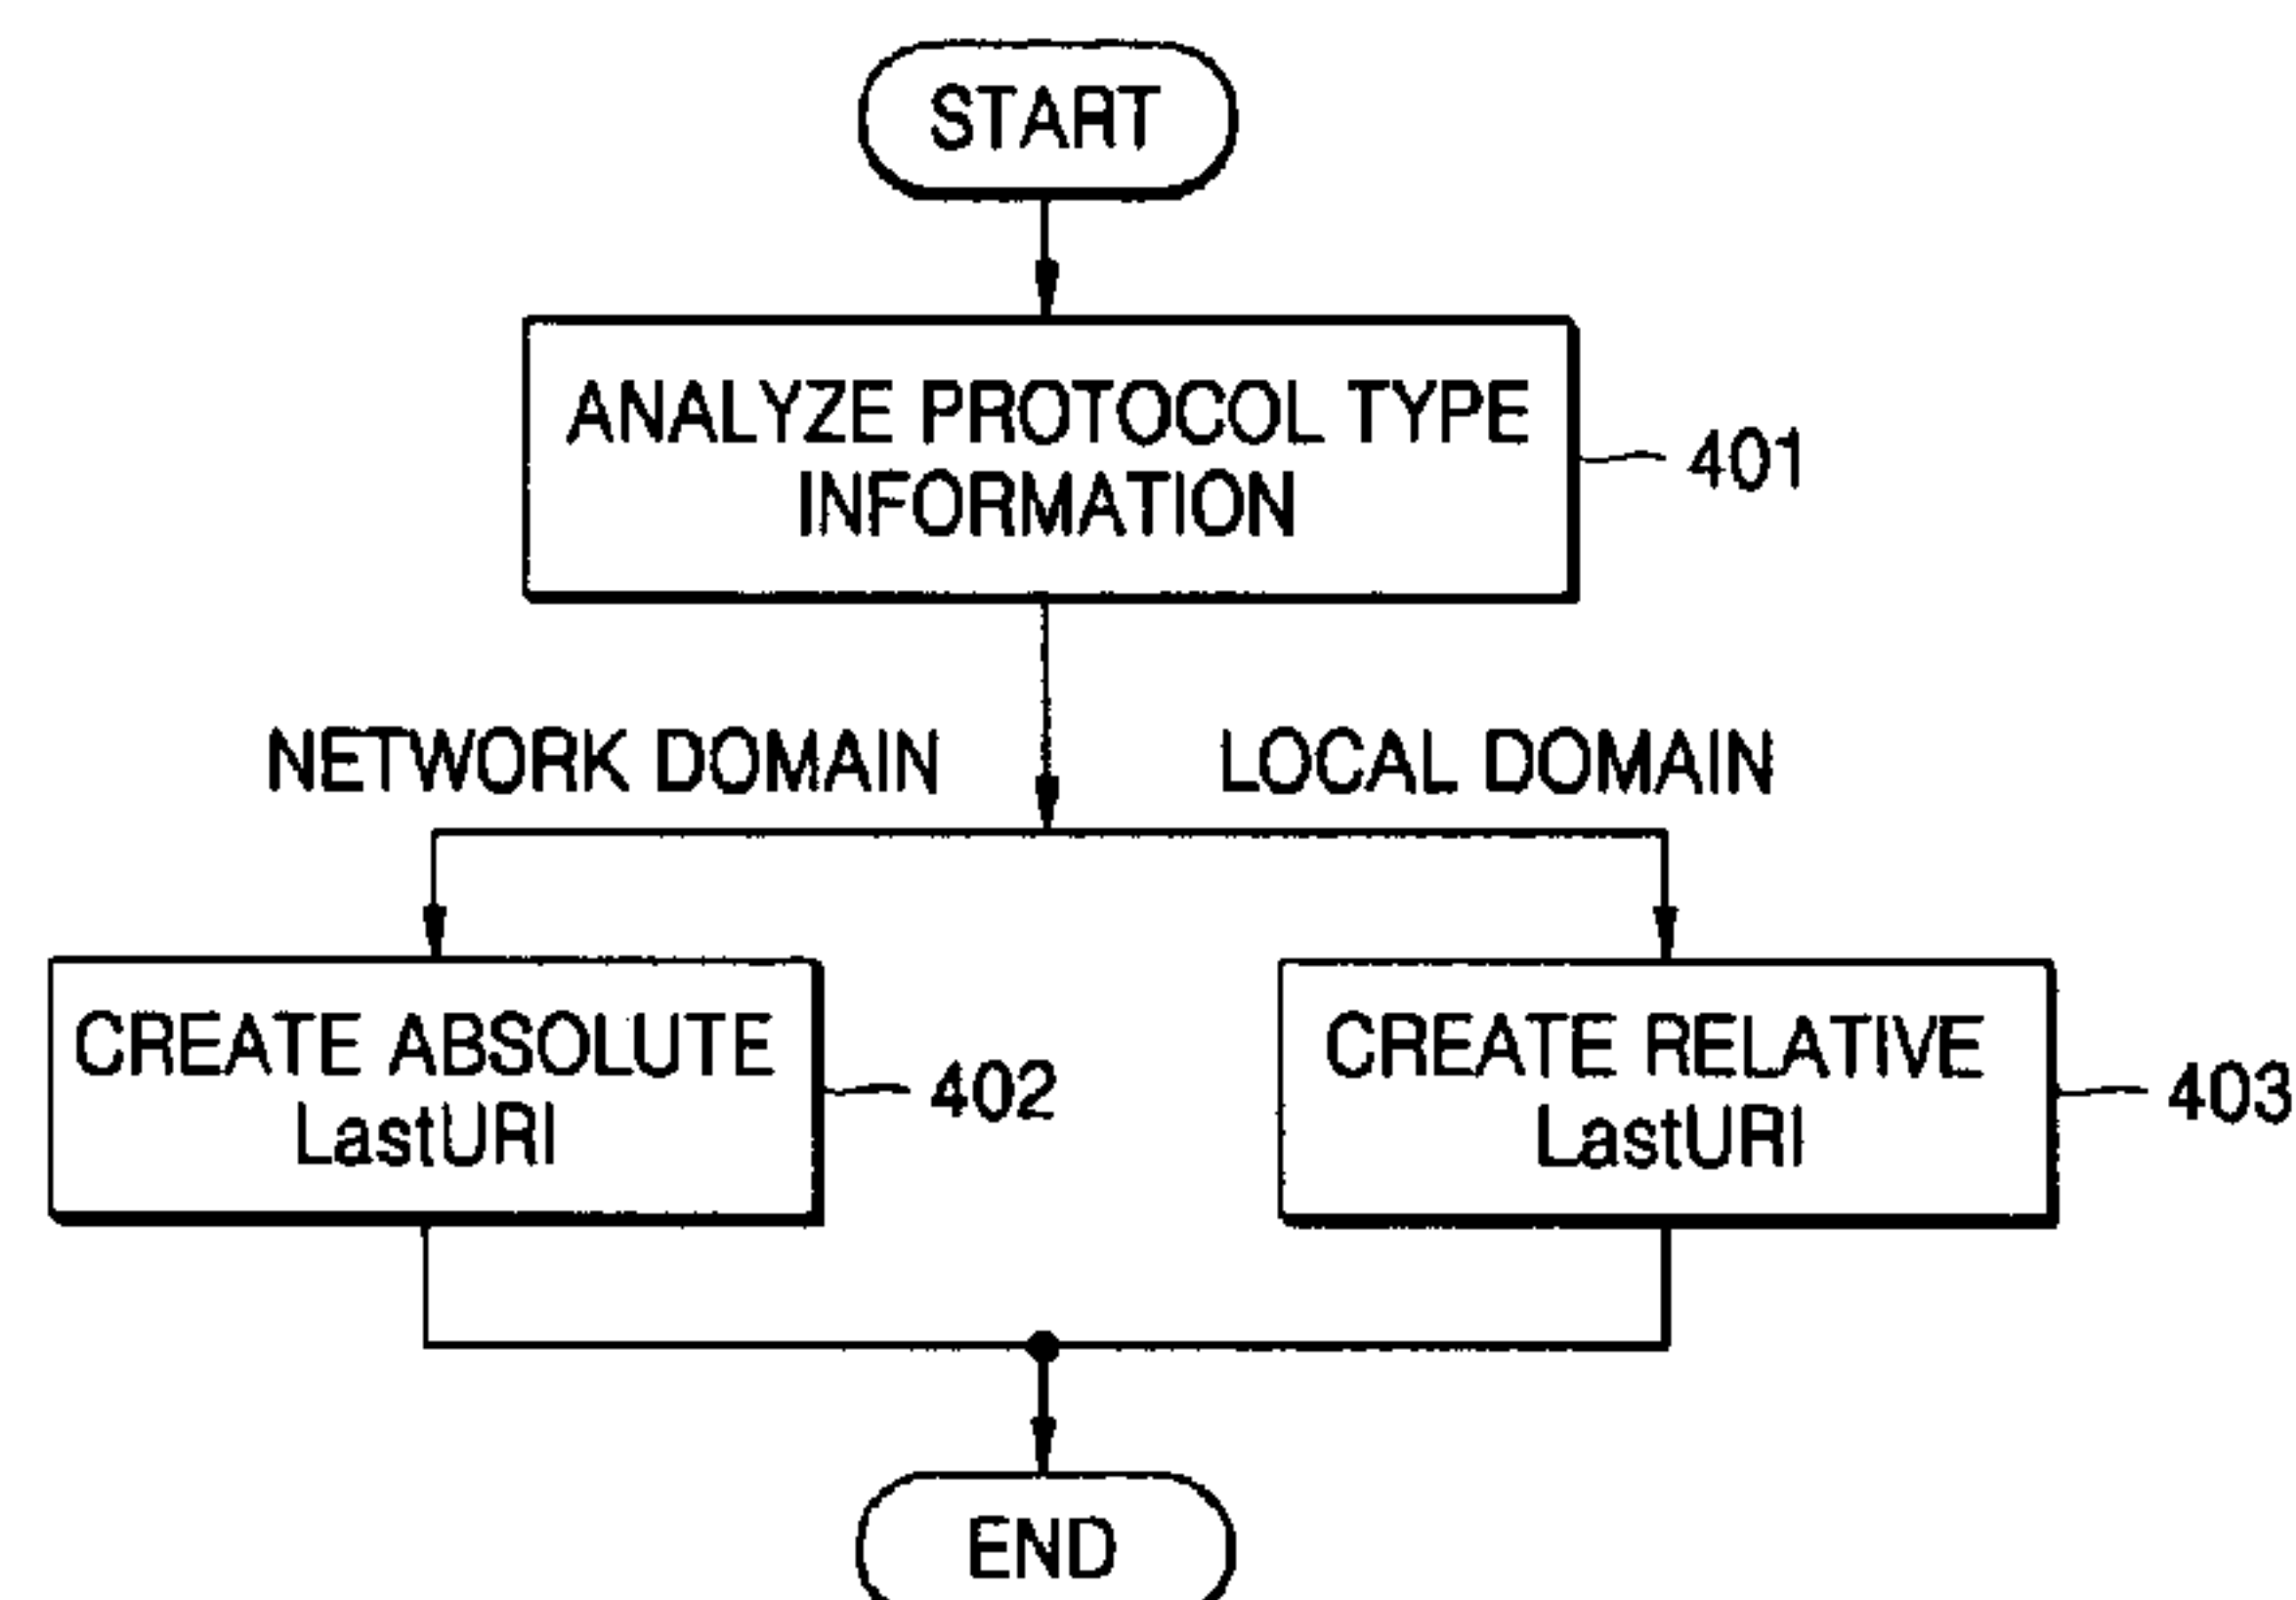 START
ANALYZE PROTOCOL TYPE
INFORMATION
401
NETWORK DOMAIN
LOCAL DOMAIN
CREATE ABSOLUTE
LastURI
402
CREATE RELATIVE
LastURI
403
END